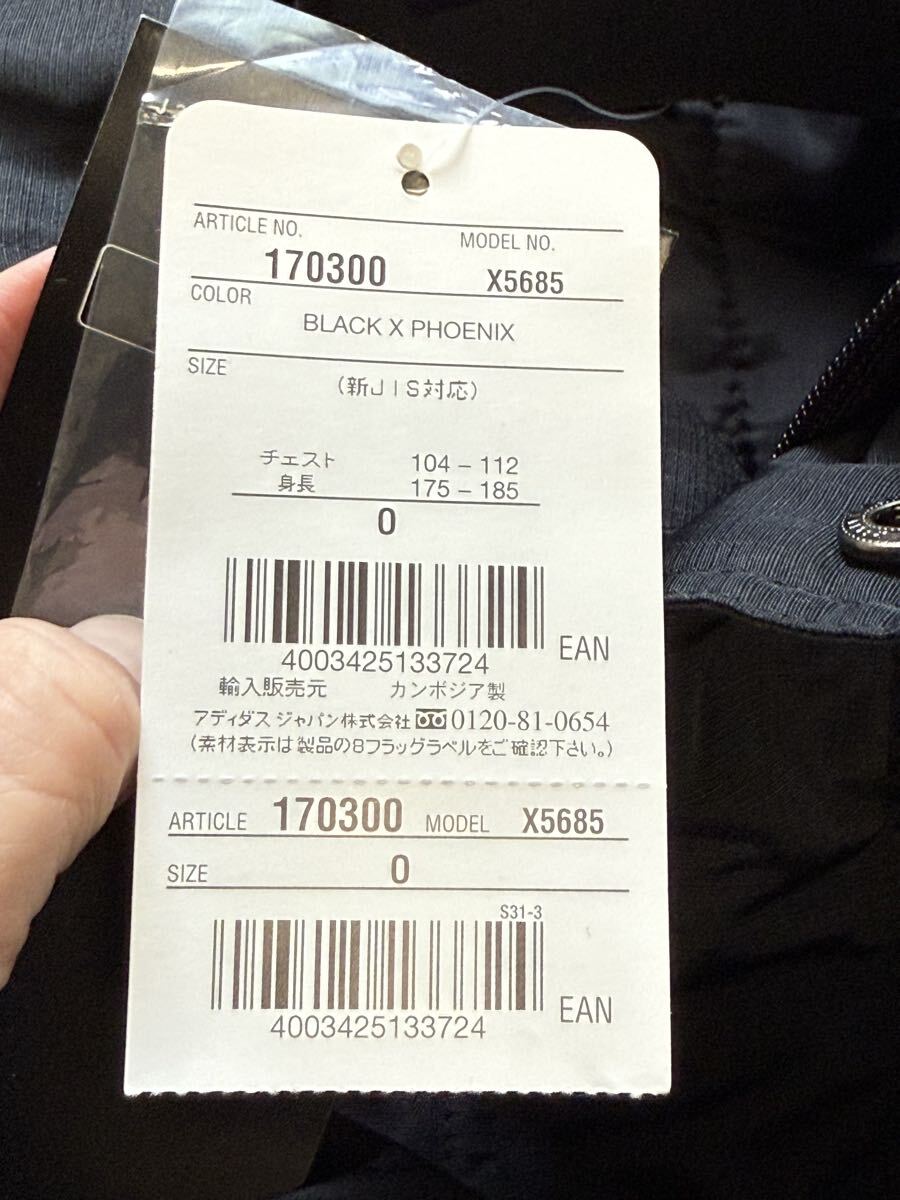 ARTICLE NO.
MODEL NO.
170300
X5685
COLOR
BLACK X PHOENIX
SIZE
(新JIS対応)
チェスト 104 - 112
身長 175 - 185
O
EAN
4003425133724
輸入販売元 カンボジア製
アディダス ジャパン株式会社 0120-81-0654
(素材表示は製品の8フラッグラベルをご確認下さい。)
ARTICLE 170300 MODEL X5685
SIZE O
S31-3
EAN
4003425133724